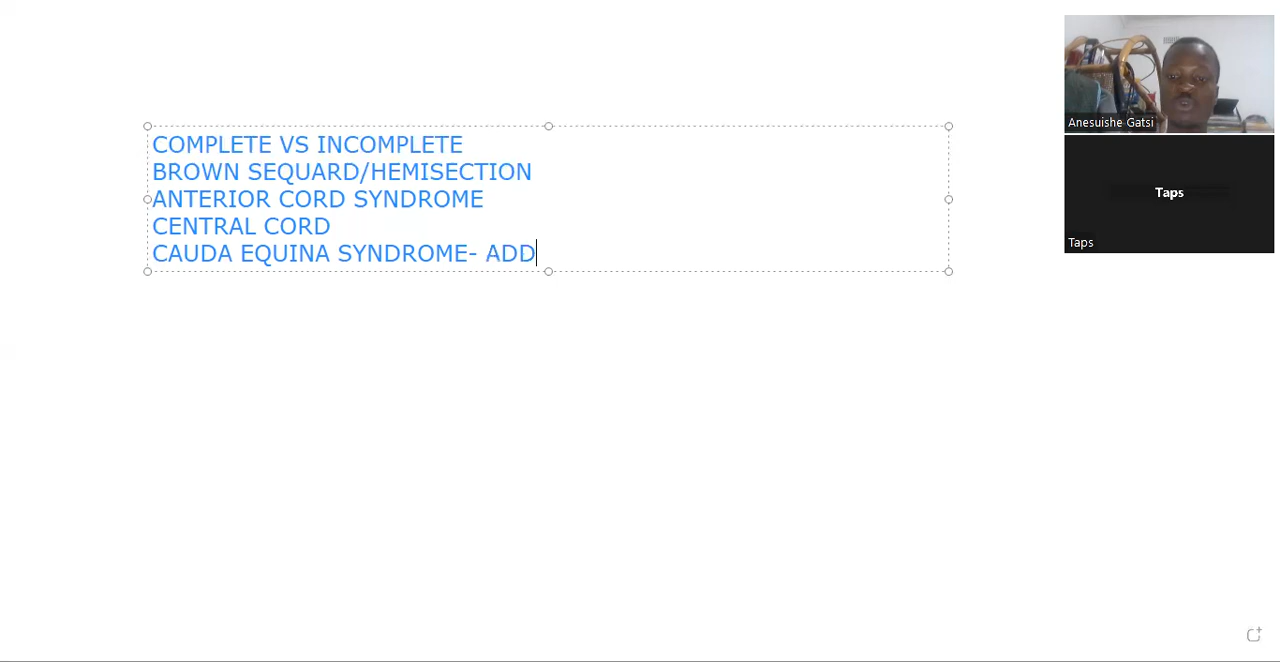 COMPLETE VS INCOMPLETE
BROWN SEQUARD/HEMISECTION
ANTERIOR CORD SYNDROME
CENTRAL CORD
CAUDA EQUINA SYNDROME- ADD
Anesuishe Gatsi
Taps
Taps